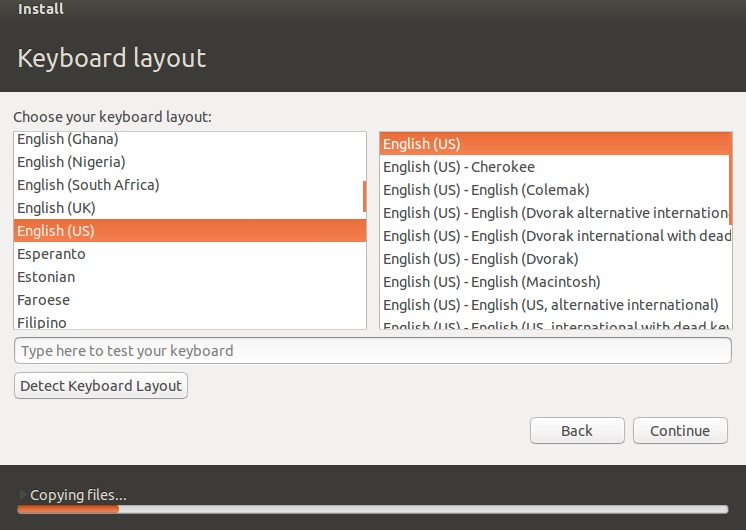 Install
Keyboard layout
Choose your keyboard layout:
English (Ghana)
English (Nigeria)
English (South Africa)
English (UK)
English (US)
Esperanto
Estonian
Faroese
Filipino
English (US)
English (US) - Cherokee
English (US) - English (Colemak)
English (US) - English (Dvorak alternative internation
English (US) - English (Dvorak international with dead
English (US) - English (Dvorak)
English (US) - English (Macintosh)
English (US) - English (US, alternative international)
English (US) - English (US, international with dead key
Type here to test your keyboard
Detect Keyboard Layout
Back
Continue
Copying files...